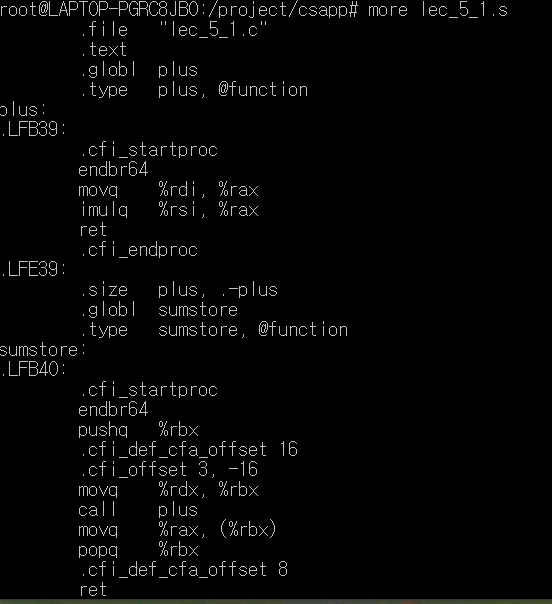 root@LAPTOP-PGRC8JBO:/project/csapp# more lec_5_1.s
.file "lec_5_1.c"
.text
.globl plus
.type plus, @function
plus:
.LFB39:
.cfi_startproc
endbr64
movq %rdi, %rax
imulq %rsi, %rax
ret
.cfi_endproc
.LFE39:
.size plus, .-plus
.globl sumstore
.type sumstore, @function
sumstore:
.LFB40:
.cfi_startproc
endbr64
pushq %rbx
.cfi_def_cfa_offset 16
.cfi_offset 3, -16
movq %rdx, %rbx
call plus
movq %rax, (%rbx)
popq %rbx
.cfi_def_cfa_offset 8
ret